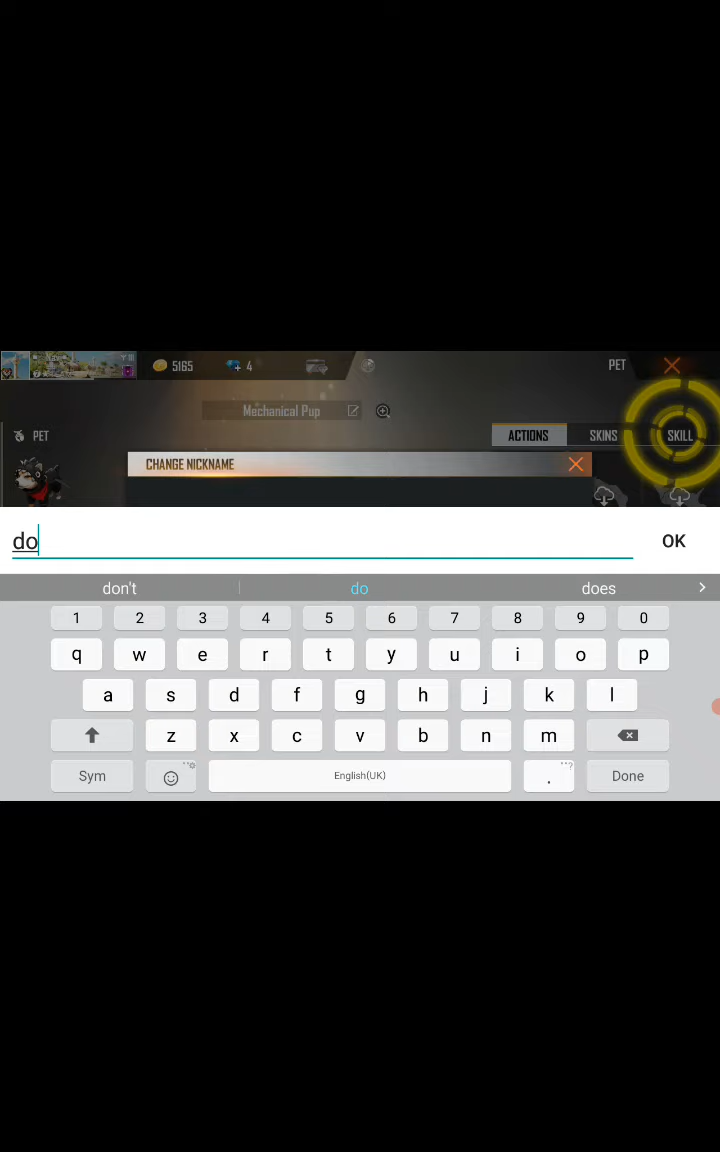 5165
4
PET
Mechanical Pup
PET
ACTIONS
SKINS
SKILL
CHANGE NICKNAME
do
OK
don't
do
does
1 2 3 4 5 6 7 8 9 0
q w e r t y u i o p
a s d f g h j k l
z x c v b n m
Sym
English(UK)
.
Done